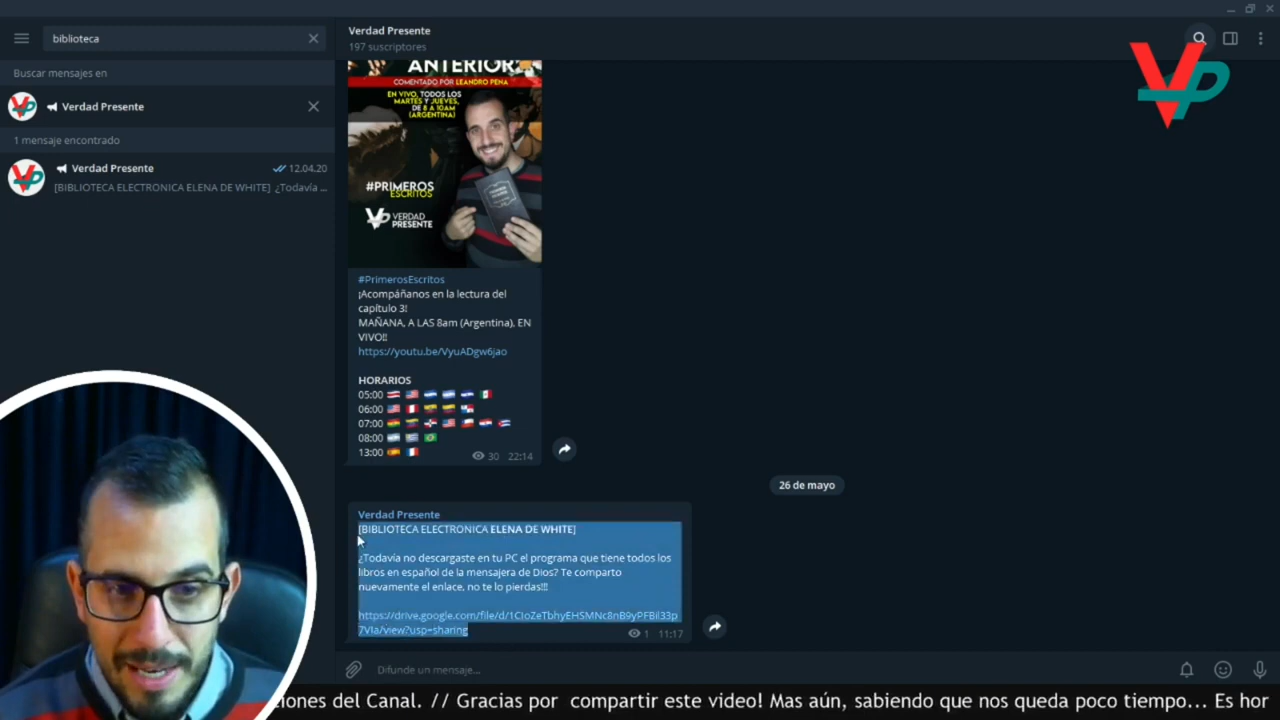 biblioteca
Buscar mensajes en
Verdad Presente
1 mensaje encontrado
Verdad Presente
12.04.20
[BIBLIOTECA ELECTRONICA ELENA DE WHITE] ¿Todavía ...
Verdad Presente
197 suscriptores
ANTERIOR
COMENTADO POR LEANDRO PENA
EN VIVO, TODOS LOS
MARTES Y JUEVES,
DE 8 A 10AM
(ARGENTINA)
#PRIMEROS
ESCRITOS
VP VERDAD
PRESENTE
#PrimerosEscritos
¡Acompáñanos en la lectura del
capítulo 3!
MAÑANA, A LAS 8am (Argentina), EN
VIVO!!
https://youtu.be/VyuADgw6jao
HORARIOS
05:00
06:00
07:00
08:00
13:00
30 22:14
26 de mayo
Verdad Presente
[BIBLIOTECA ELECTRONICA ELENA DE WHITE]
¿Todavía no descargaste en tu PC el programa que tiene todos los
libros en español de la mensajera de Dios? Te comparto
nuevamente el enlace, no te lo pierdas!!!
https://drive.google.com/file/d/1CIoZeTbhyEHSMNc8nB9yPFBil33p
7VIa/view?usp=sharing
1 11:17
Difunde un mensaje...
VP
iones del Canal. // Gracias por compartir este video! Mas aún, sabiendo que nos queda poco tiempo... Es hor